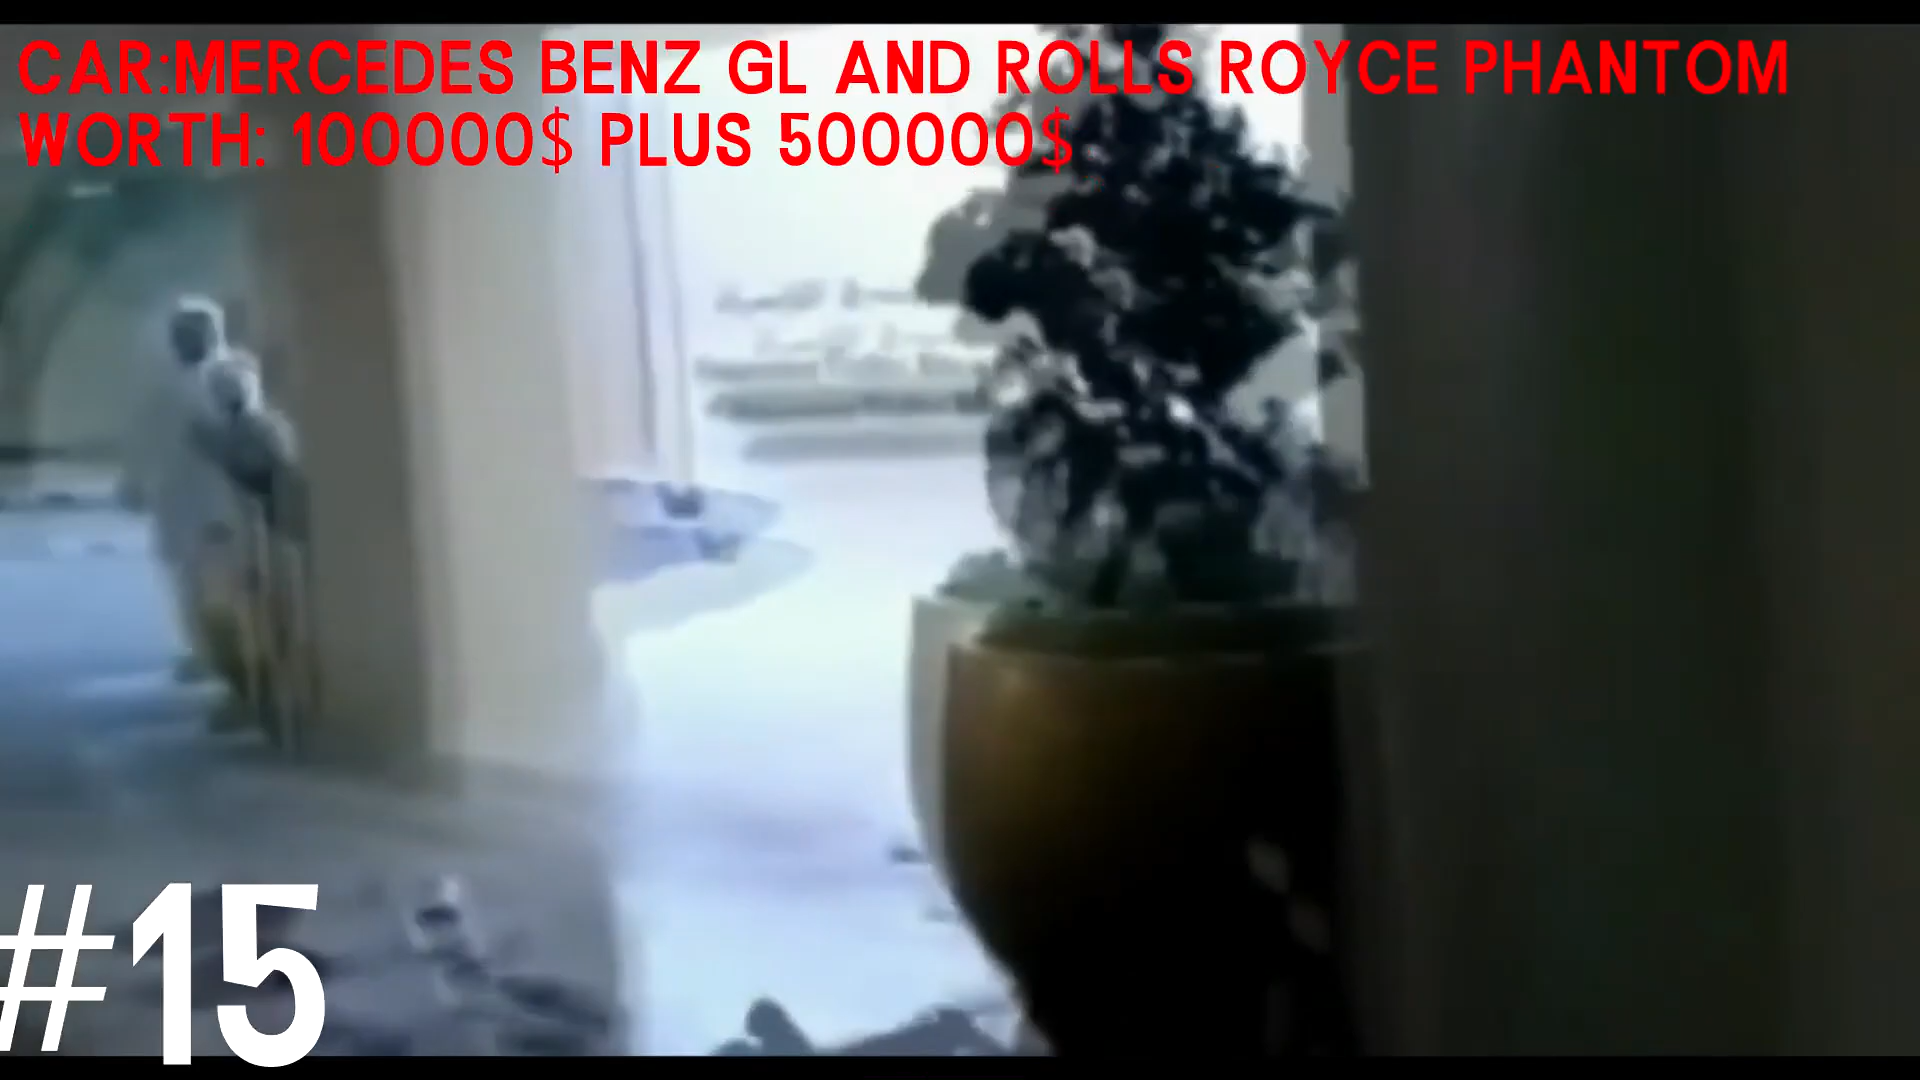 CAR:MERCEDES BENZ GL AND ROLLS ROYCE PHANTOM
WORTH: 100000$ PLUS 500000$
#15